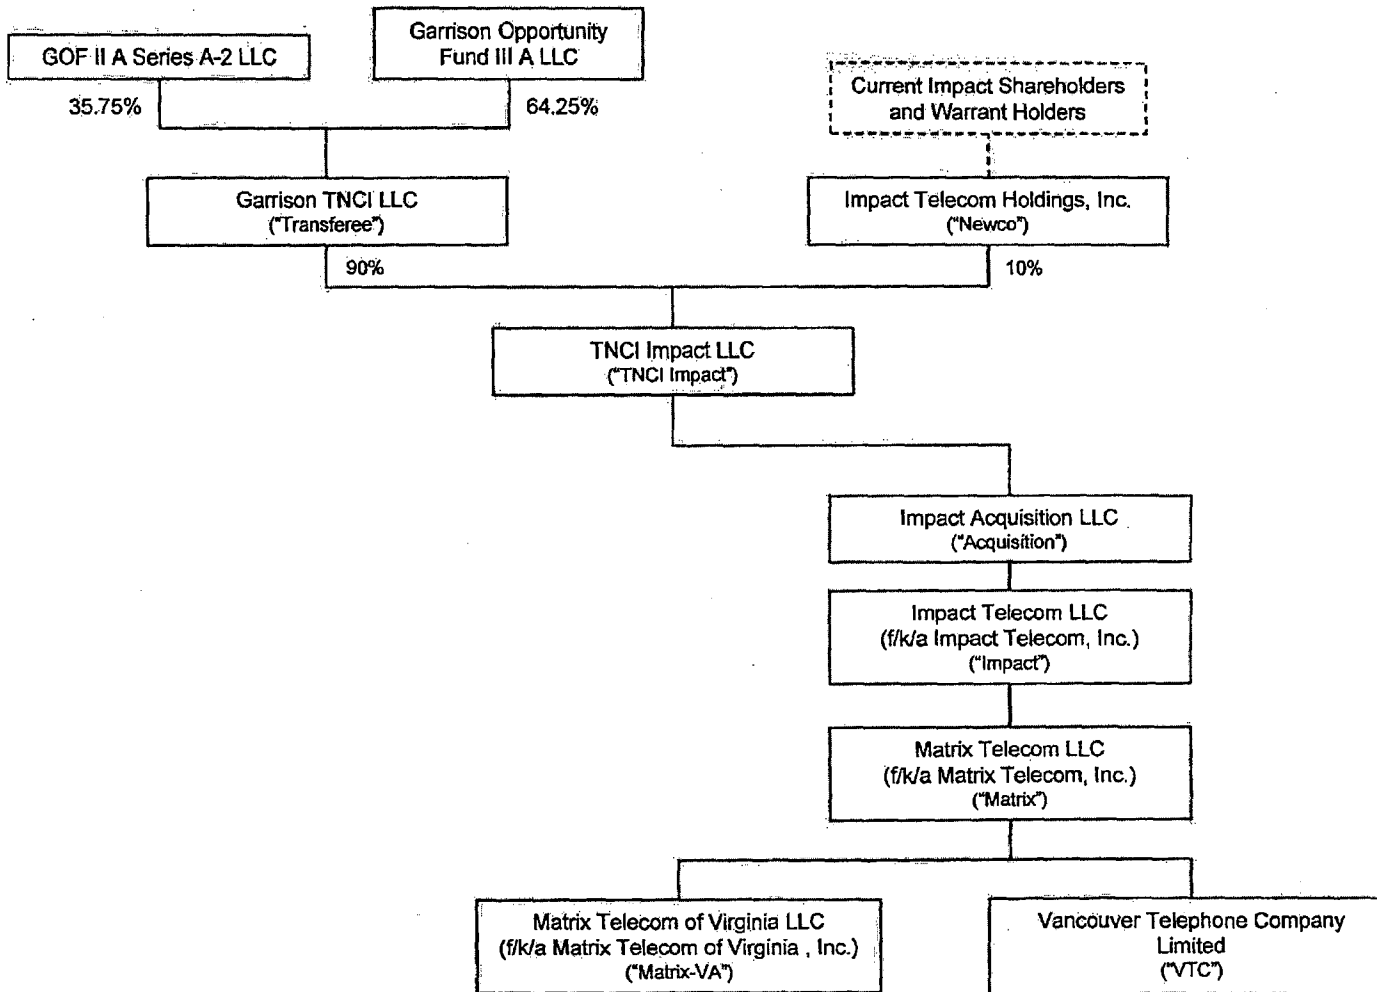 GOF II A Series A-2 LLC
Garrison Opportunity
Fund III A LLC
35.75%
64.25%
Current Impact Shareholders
and Warrant Holders
Garrison TNCI LLC
("Transferee")
Impact Telecom Holdings, Inc.
("Newco")
90%
10%
TNCI Impact LLC
("TNCI Impact")
Impact Acquisition LLC
("Acquisition")
Impact Telecom LLC
(f/k/a Impact Telecom, Inc.)
("Impact")
Matrix Telecom LLC
(f/k/a Matrix Telecom, Inc.)
("Matrix")
Matrix Telecom of Virginia LLC
(f/k/a Matrix Telecom of Virginia , Inc.)
("Matrix-VA")
Vancouver Telephone Company
Limited
("VTC")